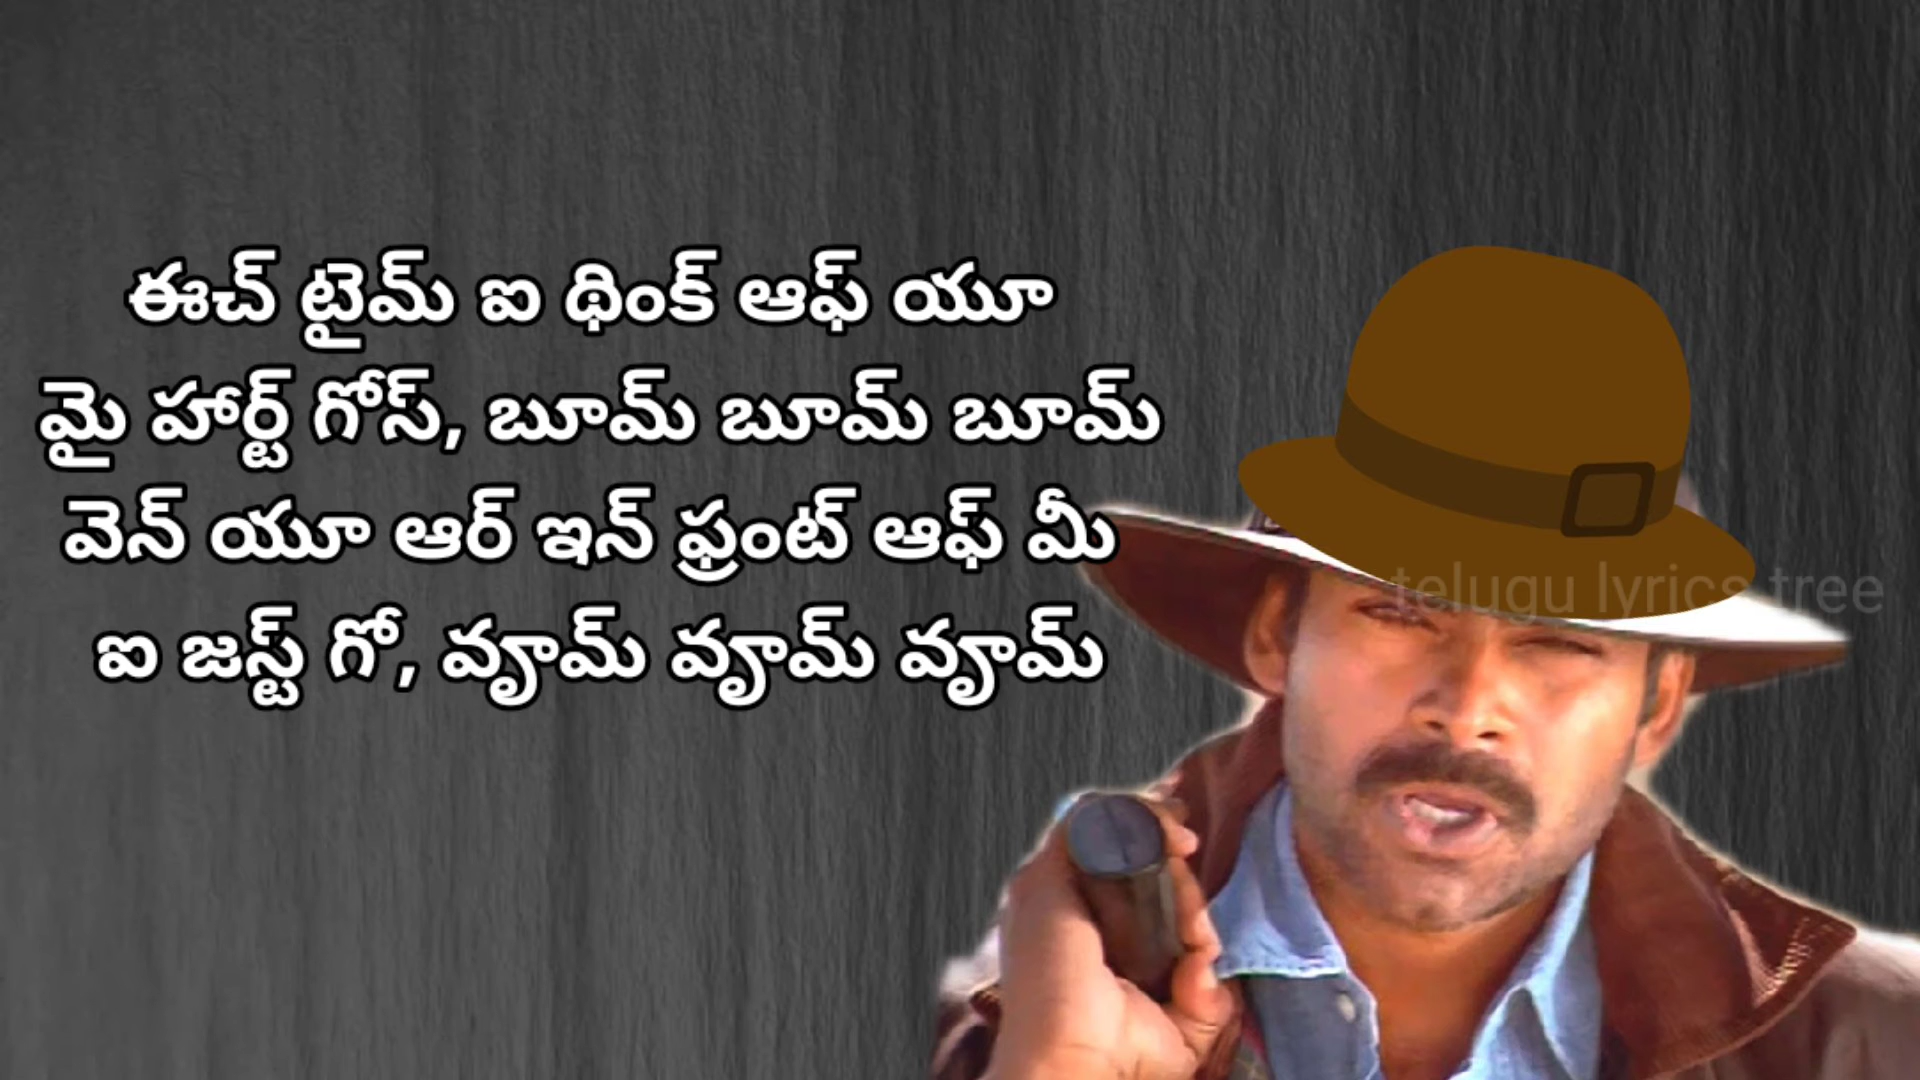 ఈచ్ టైమ్ ఐ థింక్ ఆఫ్ యూ
మై హార్ట్ గోస్, బూమ్ బూమ్ బూమ్
వెన్ యూ ఆర్ ఇన్ ఫ్రంట్ ఆఫ్ మీ
ఐ జస్ట్ గో, వౄమ్ వౄమ్ వౄమ్
telugu lyrics tree